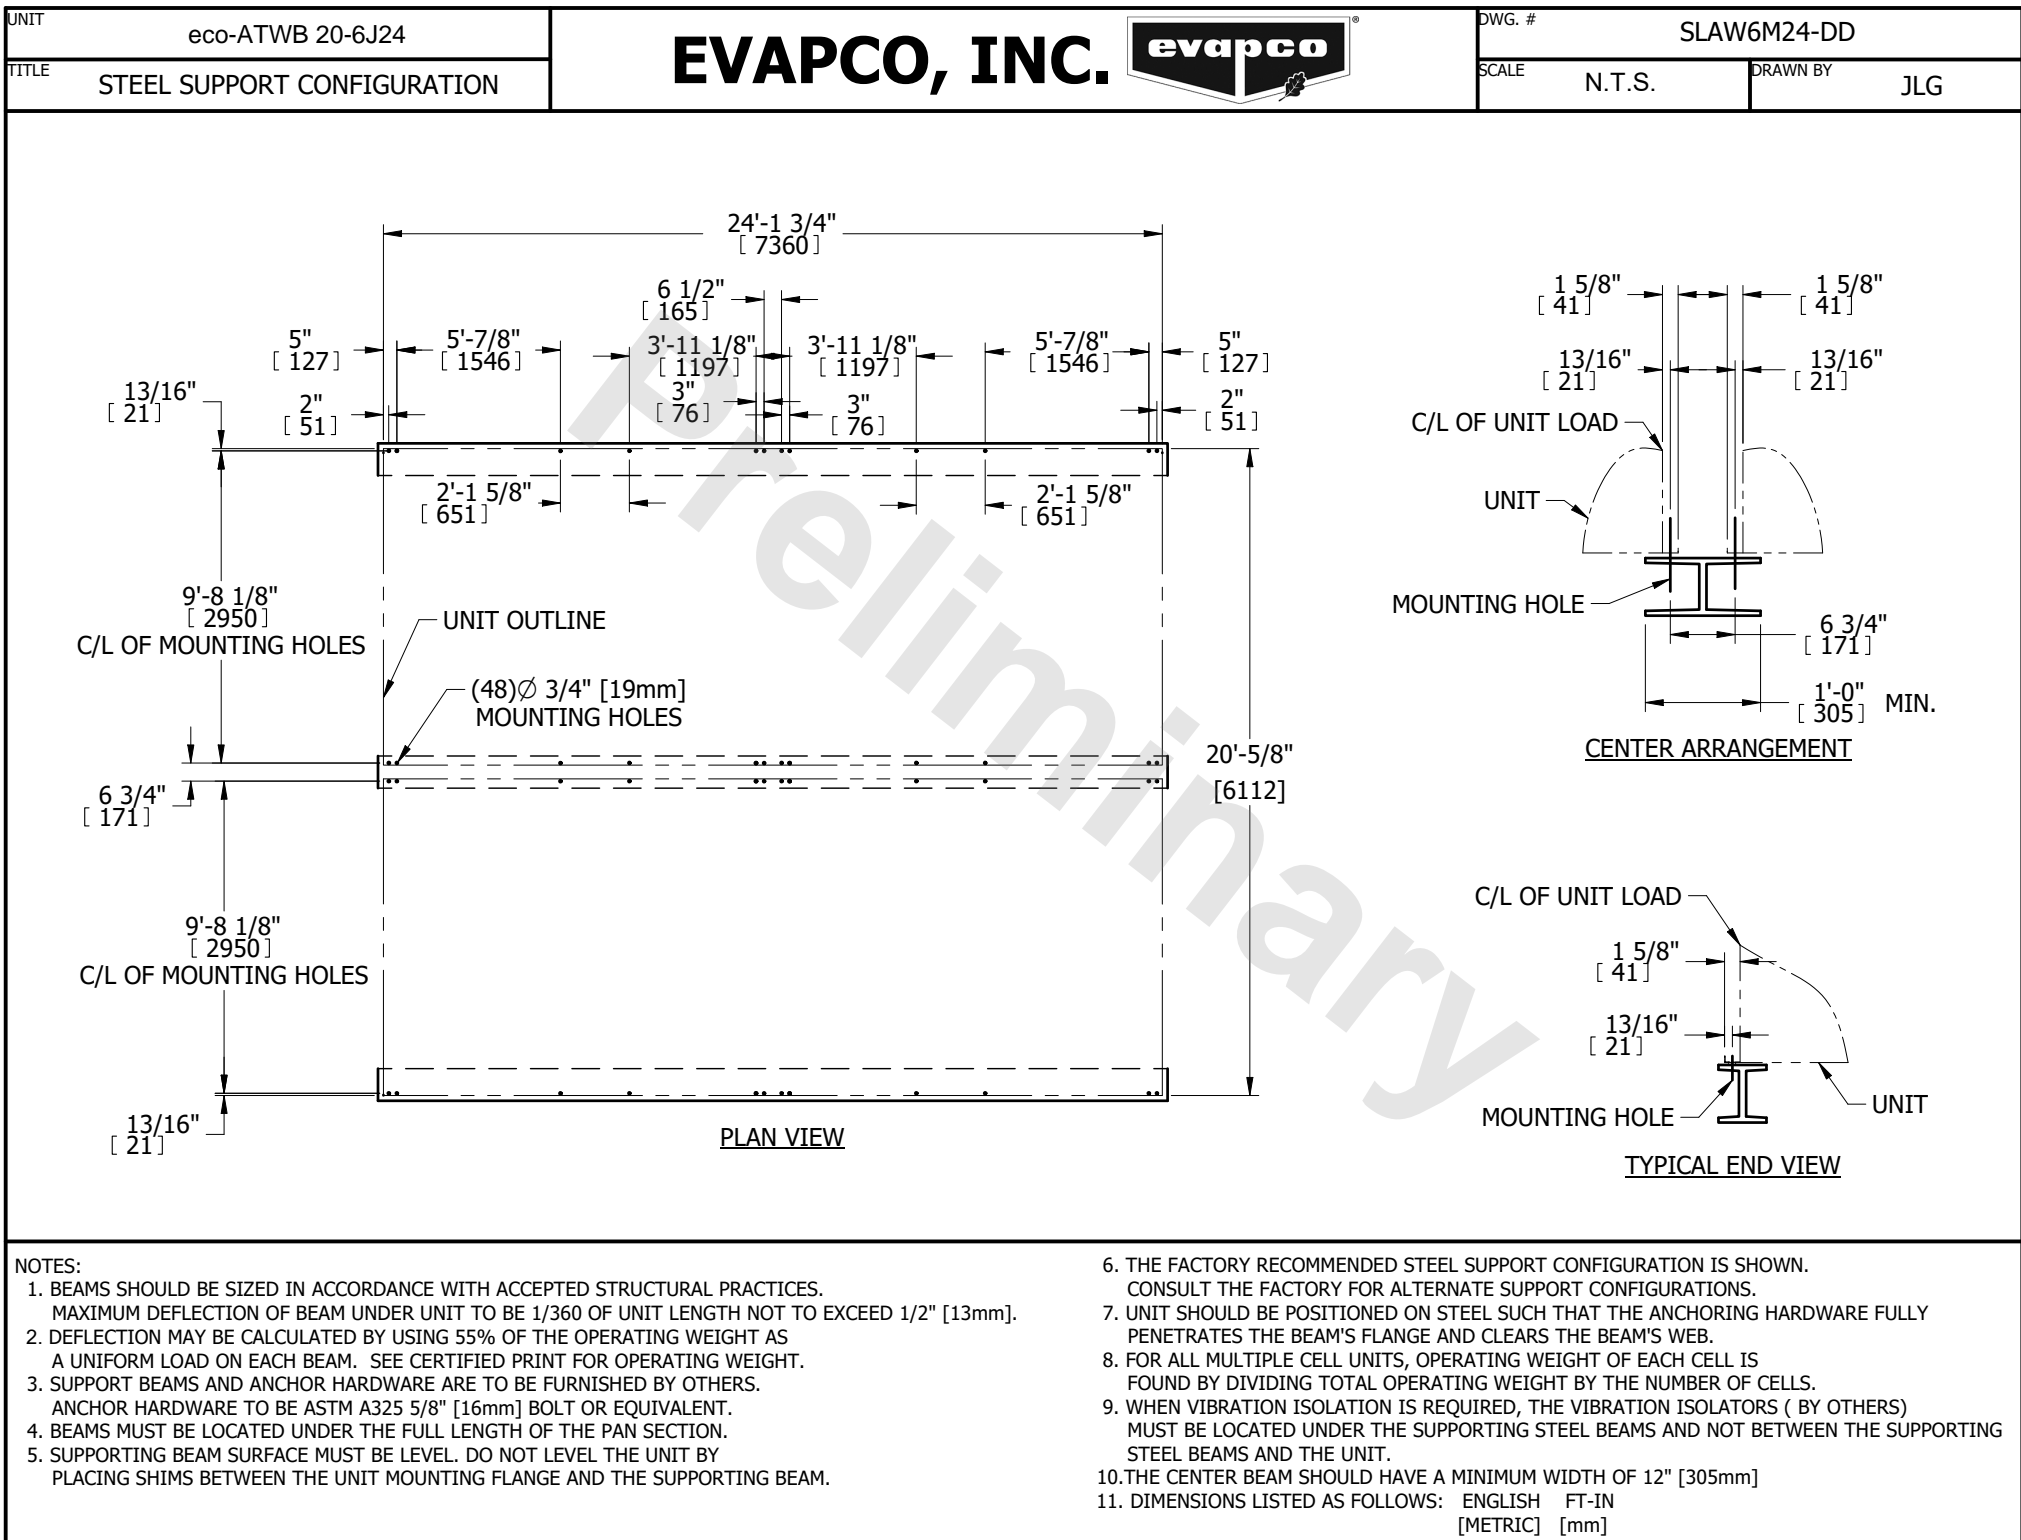 UNIT
eco-ATWB 20-6J24
TITLE
STEEL SUPPORT CONFIGURATION
EVAPCO, INC.
evapco
®
DWG. #
SLAW6M24-DD
SCALE
N.T.S.
DRAWN BY
JLG
24'-1 3/4"
[ 7360 ]
6 1/2"
[ 165 ]
5"
[ 127 ]
5'-7/8"
[ 1546 ]
3'-11 1/8"
[ 1197 ]
3'-11 1/8"
[ 1197 ]
5'-7/8"
[ 1546 ]
5"
[ 127 ]
13/16"
[ 21 ]
2"
[ 51 ]
3"
[ 76 ]
3"
[ 76 ]
2"
[ 51 ]
2'-1 5/8"
[ 651 ]
2'-1 5/8"
[ 651 ]
9'-8 1/8"
[ 2950 ]
C/L OF MOUNTING HOLES
UNIT OUTLINE
(48)Ø 3/4" [19mm]
MOUNTING HOLES
6 3/4"
[ 171 ]
20'-5/8"
[6112]
9'-8 1/8"
[ 2950 ]
C/L OF MOUNTING HOLES
13/16"
[ 21 ]
PLAN VIEW
Preliminary
1 5/8"
[ 41 ]
1 5/8"
[ 41 ]
13/16"
[ 21 ]
13/16"
[ 21 ]
C/L OF UNIT LOAD
UNIT
MOUNTING HOLE
6 3/4"
[ 171 ]
1'-0"
[ 305 ] MIN.
CENTER ARRANGEMENT
C/L OF UNIT LOAD
1 5/8"
[ 41 ]
13/16"
[ 21 ]
MOUNTING HOLE
UNIT
TYPICAL END VIEW
NOTES:
1. BEAMS SHOULD BE SIZED IN ACCORDANCE WITH ACCEPTED STRUCTURAL PRACTICES.
MAXIMUM DEFLECTION OF BEAM UNDER UNIT TO BE 1/360 OF UNIT LENGTH NOT TO EXCEED 1/2" [13mm].
2. DEFLECTION MAY BE CALCULATED BY USING 55% OF THE OPERATING WEIGHT AS
A UNIFORM LOAD ON EACH BEAM. SEE CERTIFIED PRINT FOR OPERATING WEIGHT.
3. SUPPORT BEAMS AND ANCHOR HARDWARE ARE TO BE FURNISHED BY OTHERS.
ANCHOR HARDWARE TO BE ASTM A325 5/8" [16mm] BOLT OR EQUIVALENT.
4. BEAMS MUST BE LOCATED UNDER THE FULL LENGTH OF THE PAN SECTION.
5. SUPPORTING BEAM SURFACE MUST BE LEVEL. DO NOT LEVEL THE UNIT BY
PLACING SHIMS BETWEEN THE UNIT MOUNTING FLANGE AND THE SUPPORTING BEAM.
6. THE FACTORY RECOMMENDED STEEL SUPPORT CONFIGURATION IS SHOWN.
CONSULT THE FACTORY FOR ALTERNATE SUPPORT CONFIGURATIONS.
7. UNIT SHOULD BE POSITIONED ON STEEL SUCH THAT THE ANCHORING HARDWARE FULLY
PENETRATES THE BEAM'S FLANGE AND CLEARS THE BEAM'S WEB.
8. FOR ALL MULTIPLE CELL UNITS, OPERATING WEIGHT OF EACH CELL IS
FOUND BY DIVIDING TOTAL OPERATING WEIGHT BY THE NUMBER OF CELLS.
9. WHEN VIBRATION ISOLATION IS REQUIRED, THE VIBRATION ISOLATORS ( BY OTHERS)
MUST BE LOCATED UNDER THE SUPPORTING STEEL BEAMS AND NOT BETWEEN THE SUPPORTING
STEEL BEAMS AND THE UNIT.
10.THE CENTER BEAM SHOULD HAVE A MINIMUM WIDTH OF 12" [305mm]
11. DIMENSIONS LISTED AS FOLLOWS: ENGLISH FT-IN
[METRIC] [mm]